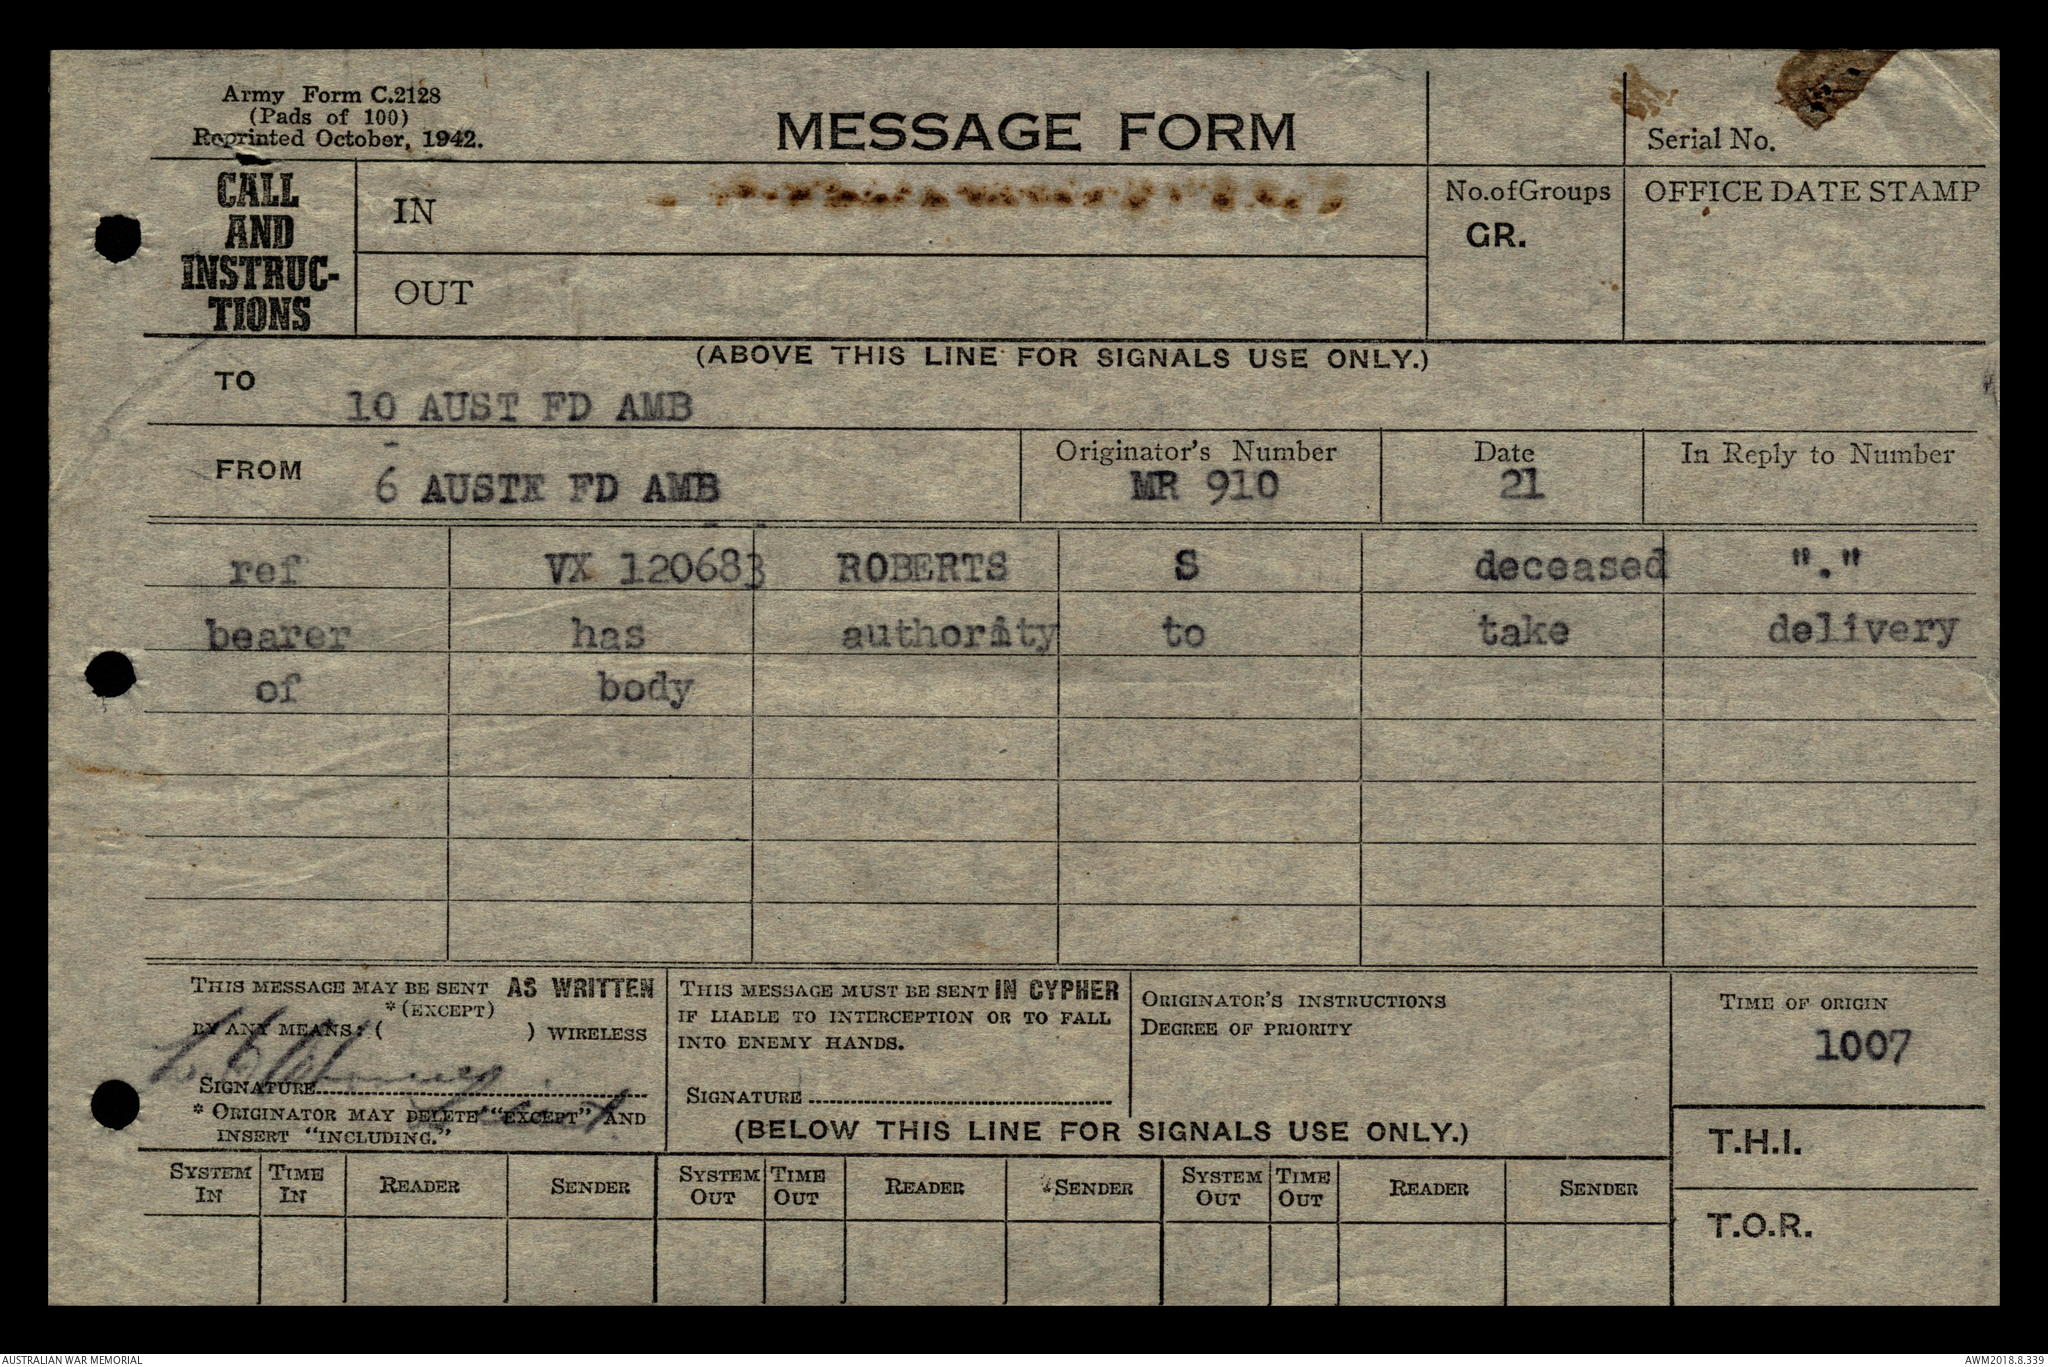 Army Form C.2128
(Pads of 100)
Reprinted October, 1942.
MESSAGE FORM
Serial No.
CALL
AND
INSTRUC-
TIONS
IN
OUT
No. of Groups
GR.
OFFICE DATE STAMP
(ABOVE THIS LINE FOR SIGNALS USE ONLY.)
TO
10 AUST FD AMB
FROM
6 AUST FD AMB
Originator's Number
MR 910
Date
21
In Reply to Number
ref VX 120683 ROBERTS S deceased "."
bearer has authority to take delivery
of body
THIS MESSAGE MAY BE SENT AS WRITTEN
*(EXCEPT)
BY ANY MEANS: ( ) WIRELESS
SIGNATURE
* ORIGINATOR MAY DELETE "EXCEPT" AND
INSERT "INCLUDING."
THIS MESSAGE MUST BE SENT IN CYPHER
IF LIABLE TO INTERCEPTION OR TO FALL
INTO ENEMY HANDS.
SIGNATURE
ORIGINATOR'S INSTRUCTIONS
DEGREE OF PRIORITY
TIME OF ORIGIN
1007
(BELOW THIS LINE FOR SIGNALS USE ONLY.)
T.H.I.
T.O.R.
SYSTEM IN
TIME IN
READER
SENDER
SYSTEM OUT
TIME OUT
READER
SENDER
SYSTEM OUT
TIME OUT
READER
SENDER
AUSTRALIAN WAR MEMORIAL
AWM2018.8.339